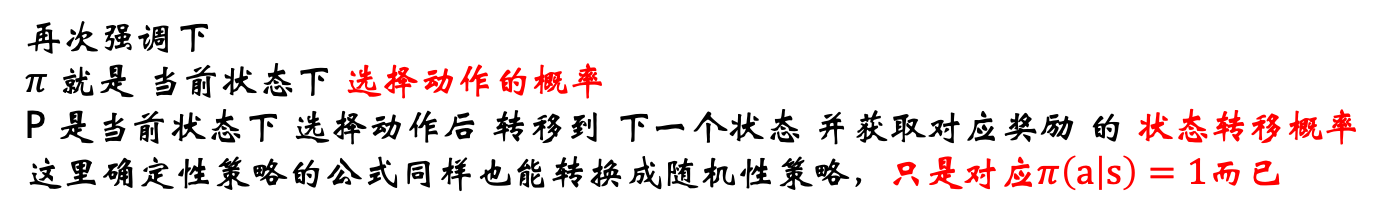 再次强调下
π 就是 当前状态下 选择动作的概率
P 是当前状态下 选择动作后 转移到 下一个状态 并获取对应奖励 的 状态转移概率
这里确定性策略的公式同样也能转换成随机性策略，只是对应π(a|s) = 1而已